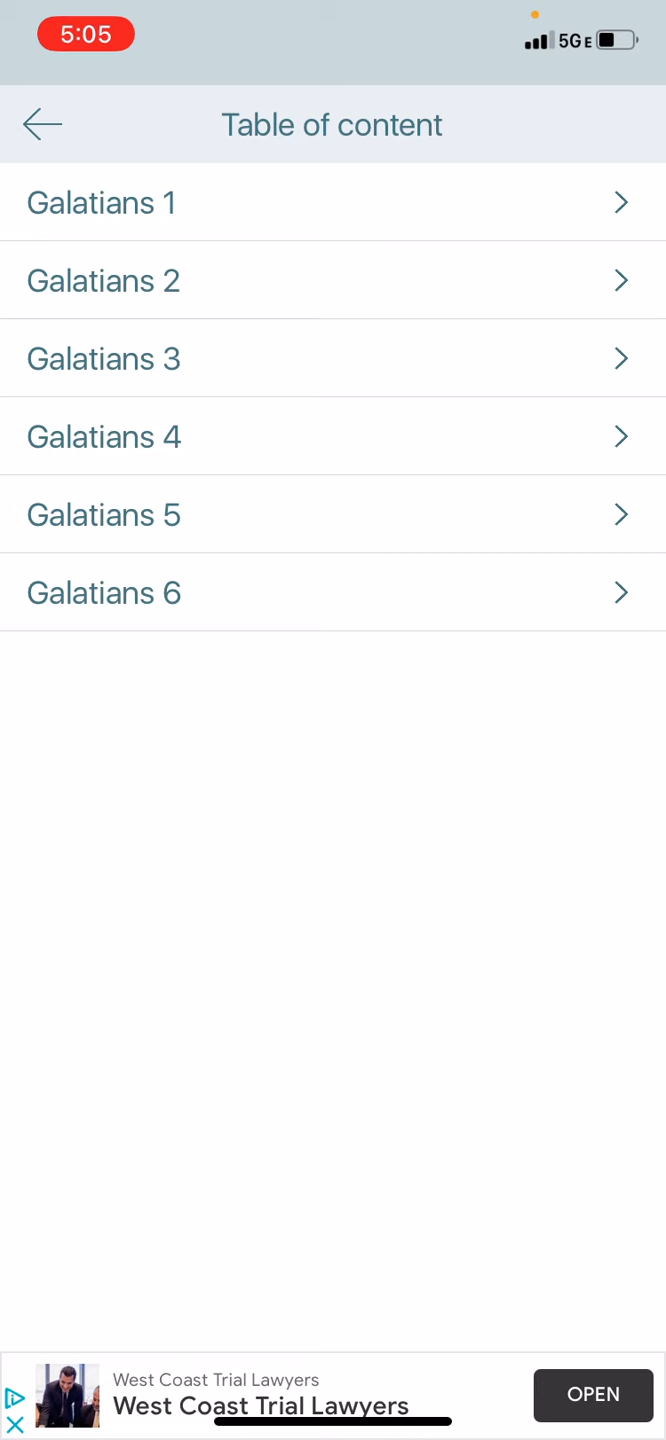 5:05
5GE
Table of content
Galatians 1
Galatians 2
Galatians 3
Galatians 4
Galatians 5
Galatians 6
West Coast Trial Lawyers
West Coast Trial Lawyers
OPEN